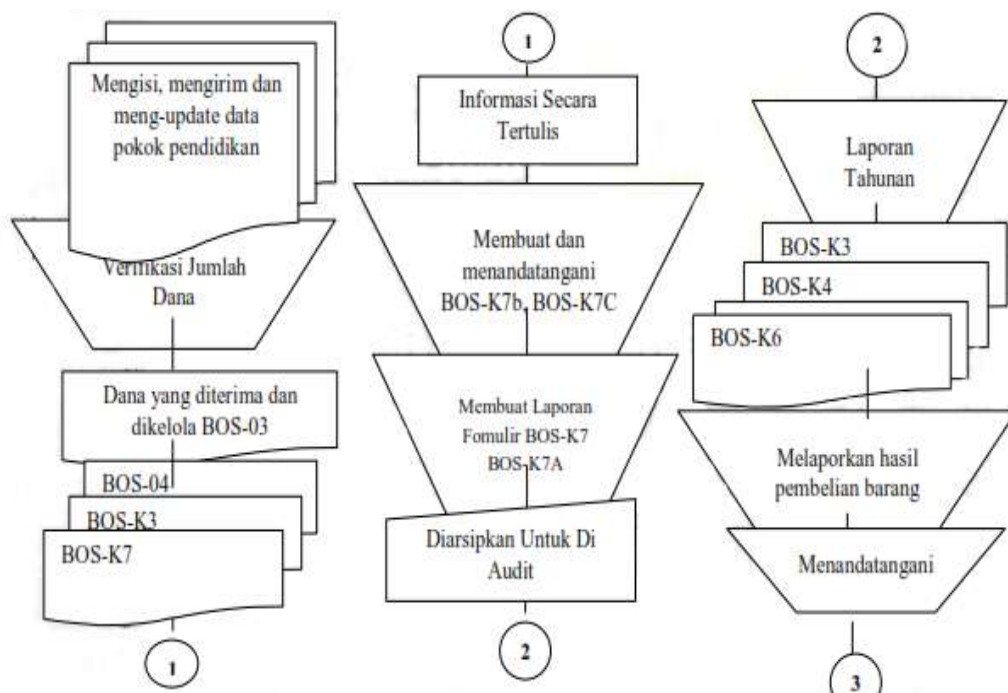 Mengisi, mengirim dan
meng-update data
pokok pendidikan
Verifikasi Jumlah
Dana
Dana yang diterima dan
dikelola BOS-03
BOS-04
BOS-K3
BOS-K7
1
1
Informasi Secara
Tertulis
Membuat dan
menandatangani
BOS-K7b, BOS-K7C
Membuat Laporan
Fomulir BOS-K7
BOS-K7A
Diarsipkan Untuk Di
Audit
2
2
Laporan
Tahunan
BOS-K3
BOS-K4
BOS-K6
Melaporkan hasil
pembelian barang
Menandatangani
3